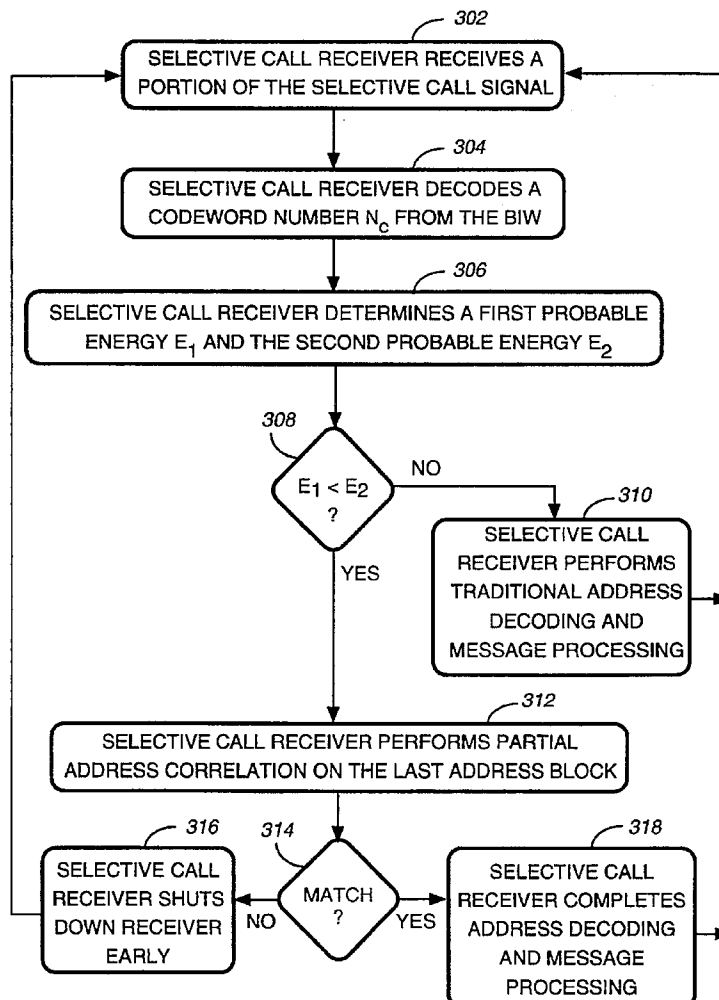 302
SELECTIVE CALL RECEIVER RECEIVES A
PORTION OF THE SELECTIVE CALL SIGNAL
304
SELECTIVE CALL RECEIVER DECODES A
CODEWORD NUMBER Nc FROM THE BIW
306
SELECTIVE CALL RECEIVER DETERMINES A FIRST PROBABLE
ENERGY E1 AND THE SECOND PROBABLE ENERGY E2
308
E1 < E2
?
NO
YES
310
SELECTIVE CALL
RECEIVER PERFORMS
TRADITIONAL ADDRESS
DECODING AND
MESSAGE PROCESSING
312
SELECTIVE CALL RECEIVER PERFORMS PARTIAL
ADDRESS CORRELATION ON THE LAST ADDRESS BLOCK
314
MATCH
?
NO
YES
316
SELECTIVE CALL
RECEIVER SHUTS
DOWN RECEIVER
EARLY
318
SELECTIVE CALL
RECEIVER COMPLETES
ADDRESS DECODING
AND MESSAGE
PROCESSING